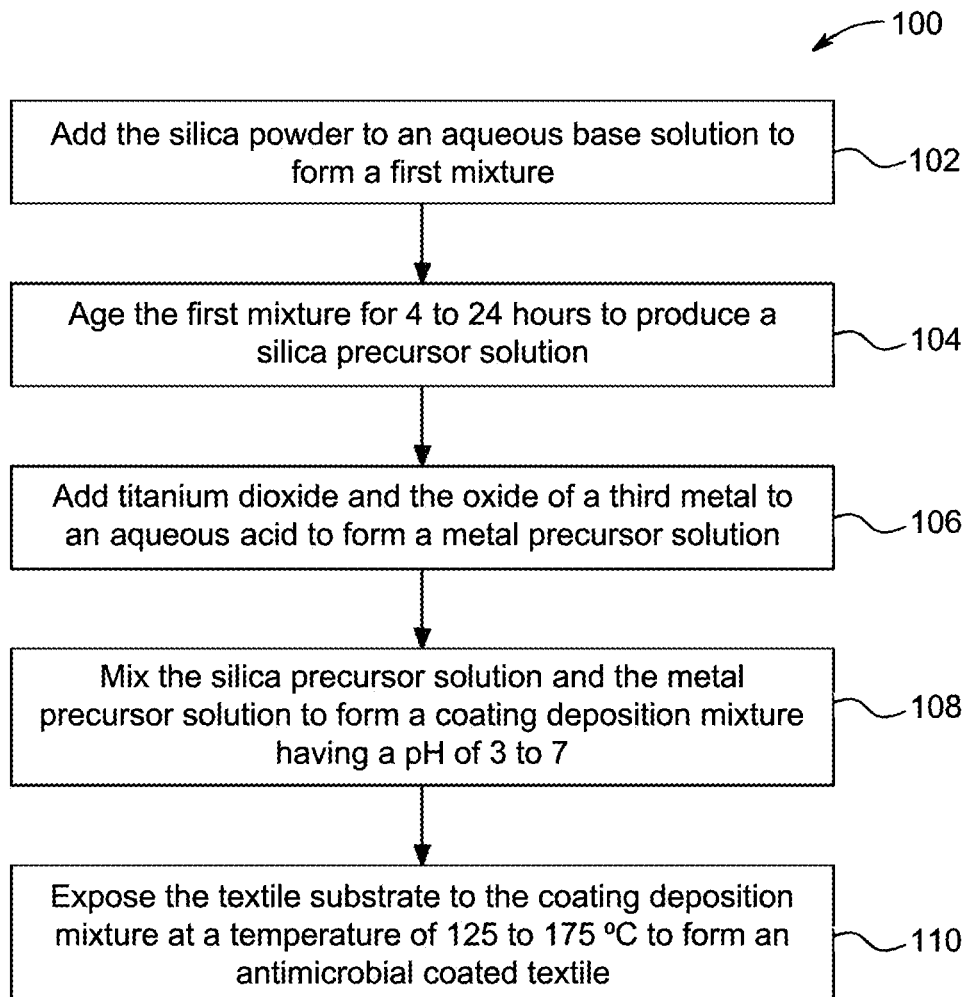 100
Add the silica powder to an aqueous base solution to
form a first mixture
102
Age the first mixture for 4 to 24 hours to produce a
silica precursor solution
104
Add titanium dioxide and the oxide of a third metal to
an aqueous acid to form a metal precursor solution
106
Mix the silica precursor solution and the metal
precursor solution to form a coating deposition mixture
having a pH of 3 to 7
108
Expose the textile substrate to the coating deposition
mixture at a temperature of 125 to 175 ºC to form an
antimicrobial coated textile
110